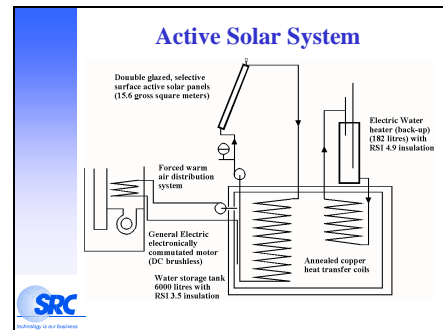 Active Solar System
Douuble glazed, selective
surface active solar panels
(15.6 gross square meters)
Electric Water
heater (back-up)
(182 litres) with
RSI 4.9 insulation
Forced warm
air distribution
system
General Electric
electronically
commutated motor
(DC brushless)
Water storage tank
6000 litres with
RSI 3.5 insulation
Annealed copper
heat transfer coils
SRC
technology is our business